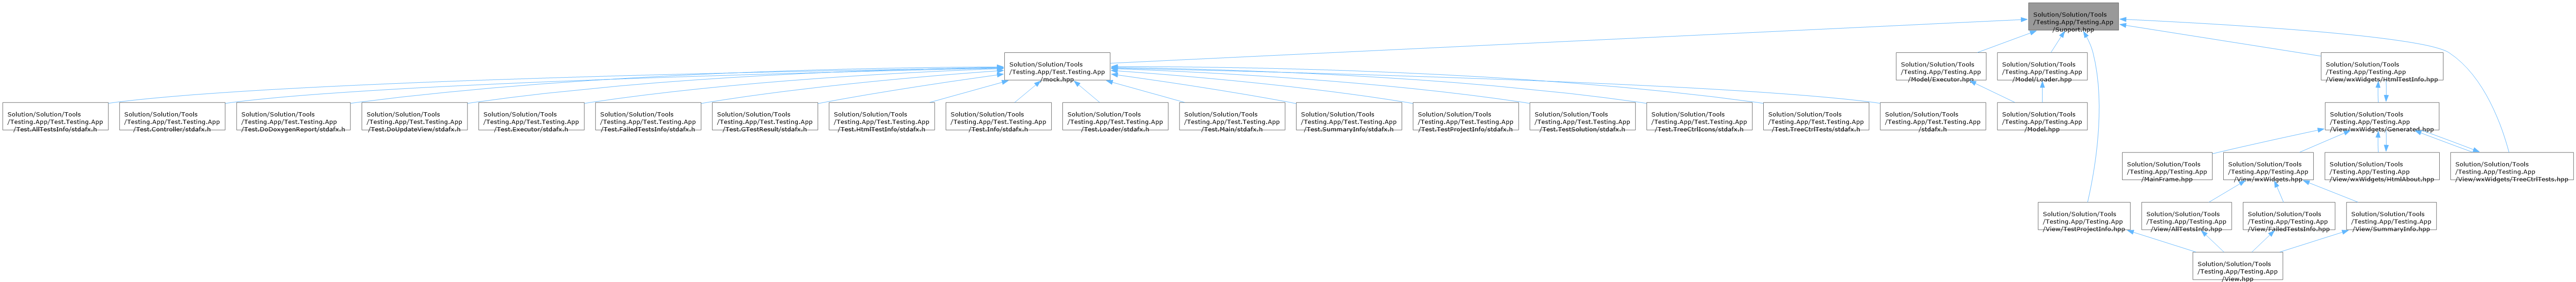 Solution/Solution/Tools
/Testing.App/Testing.App
/Support.hpp
Solution/Solution/Tools
/Testing.App/Test.Testing.App
/mock.hpp
Solution/Solution/Tools
/Testing.App/Testing.App
/Model/Executor.hpp
Solution/Solution/Tools
/Testing.App/Testing.App
/Model/Loader.hpp
Solution/Solution/Tools
/Testing.App/Testing.App
/View/wxWidgets/HtmlTestInfo.hpp
Solution/Solution/Tools
/Testing.App/Test.Testing.App
/Test.AllTestsInfo/stdafx.h
Solution/Solution/Tools
/Testing.App/Test.Testing.App
/Test.Controller/stdafx.h
Solution/Solution/Tools
/Testing.App/Test.Testing.App
/Test.DoDoxygenReport/stdafx.h
Solution/Solution/Tools
/Testing.App/Test.Testing.App
/Test.DoUpdateView/stdafx.h
Solution/Solution/Tools
/Testing.App/Test.Testing.App
/Test.Executor/stdafx.h
Solution/Solution/Tools
/Testing.App/Test.Testing.App
/Test.FailedTestsInfo/stdafx.h
Solution/Solution/Tools
/Testing.App/Test.Testing.App
/Test.GTestResult/stdafx.h
Solution/Solution/Tools
/Testing.App/Test.Testing.App
/Test.HtmlTestInfo/stdafx.h
Solution/Solution/Tools
/Testing.App/Test.Testing.App
/Test.Info/stdafx.h
Solution/Solution/Tools
/Testing.App/Test.Testing.App
/Test.Loader/stdafx.h
Solution/Solution/Tools
/Testing.App/Test.Testing.App
/Test.Main/stdafx.h
Solution/Solution/Tools
/Testing.App/Test.Testing.App
/Test.SummaryInfo/stdafx.h
Solution/Solution/Tools
/Testing.App/Test.Testing.App
/Test.TestProjectInfo/stdafx.h
Solution/Solution/Tools
/Testing.App/Test.Testing.App
/Test.TestSolution/stdafx.h
Solution/Solution/Tools
/Testing.App/Test.Testing.App
/Test.TreeCtrlIcons/stdafx.h
Solution/Solution/Tools
/Testing.App/Test.Testing.App
/Test.TreeCtrlTests/stdafx.h
Solution/Solution/Tools
/Testing.App/Test.Testing.App
/stdafx.h
Solution/Solution/Tools
/Testing.App/Testing.App
/Model.hpp
Solution/Solution/Tools
/Testing.App/Testing.App
/View/wxWidgets/Generated.hpp
Solution/Solution/Tools
/Testing.App/Testing.App
/MainFrame.hpp
Solution/Solution/Tools
/Testing.App/Testing.App
/View/wxWidgets.hpp
Solution/Solution/Tools
/Testing.App/Testing.App
/View/wxWidgets/HtmlAbout.hpp
Solution/Solution/Tools
/Testing.App/Testing.App
/View/wxWidgets/TreeCtrlTests.hpp
Solution/Solution/Tools
/Testing.App/Testing.App
/View/TestProjectInfo.hpp
Solution/Solution/Tools
/Testing.App/Testing.App
/View/AllTestsInfo.hpp
Solution/Solution/Tools
/Testing.App/Testing.App
/View/FailedTestsInfo.hpp
Solution/Solution/Tools
/Testing.App/Testing.App
/View/SummaryInfo.hpp
Solution/Solution/Tools
/Testing.App/Testing.App
/View.hpp